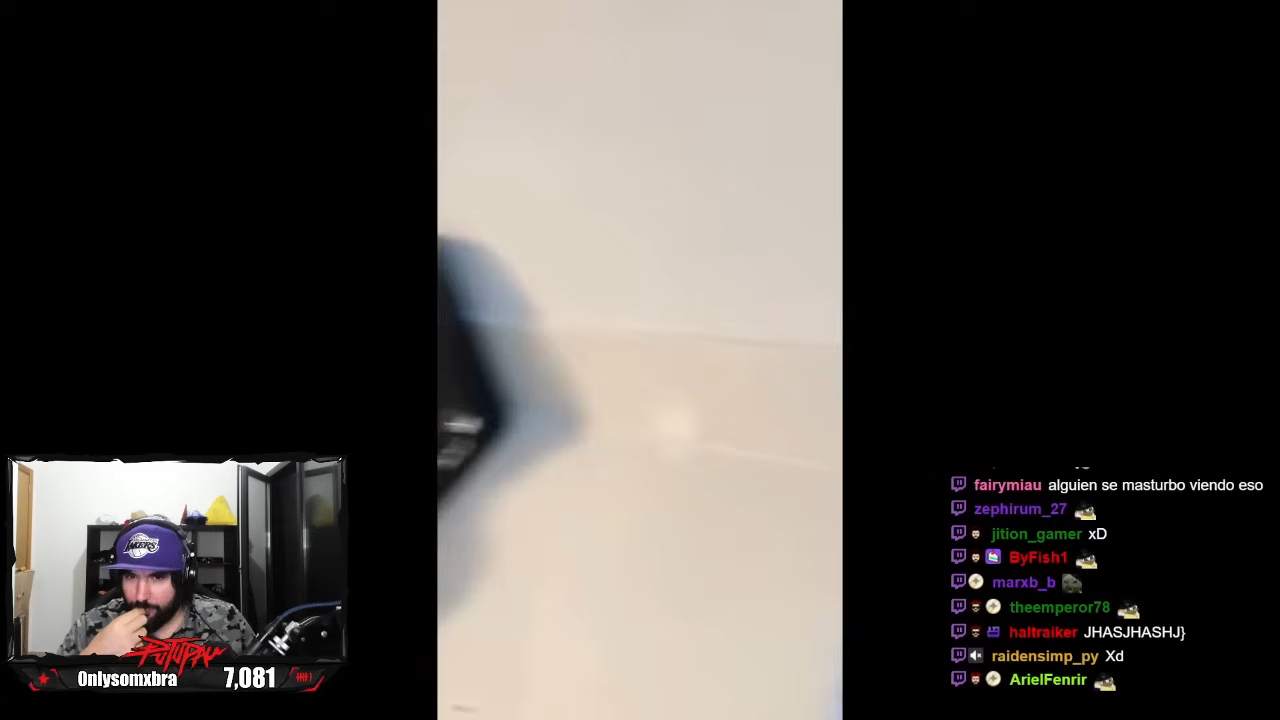 LAKERS
PUTUPAU
Onlysomxbra 7,081
fairymiau alguien se masturbo viendo eso
zephirum_27
jition_gamer xD
ByFish1
marxb_b
theemperor78
haltraiker JHASJHASHJ}
raidensimp_py Xd
ArielFenrir